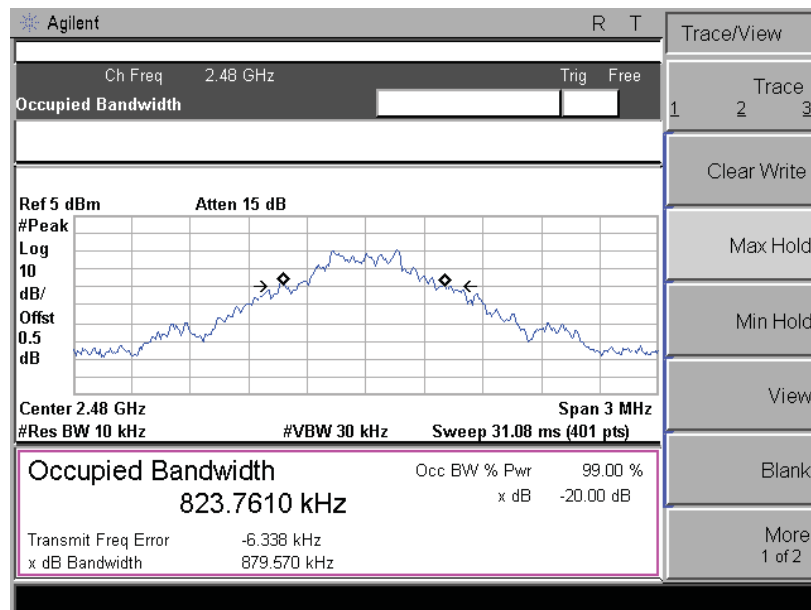 Agilent
R T
Ch Freq 2.48 GHz Trig Free
Occupied Bandwidth
Ref 5 dBm Atten 15 dB
#Peak
Log
10
dB/
Offst
0.5
dB
Center 2.48 GHz Span 3 MHz
#Res BW 10 kHz #VBW 30 kHz Sweep 31.08 ms (401 pts)
Occupied Bandwidth
823.7610 kHz
Occ BW % Pwr 99.00 %
x dB -20.00 dB
Transmit Freq Error -6.338 kHz
x dB Bandwidth 879.570 kHz
Trace/View
Trace
1 2 3
Clear Write
Max Hold
Min Hold
View
Blank
More
1 of 2